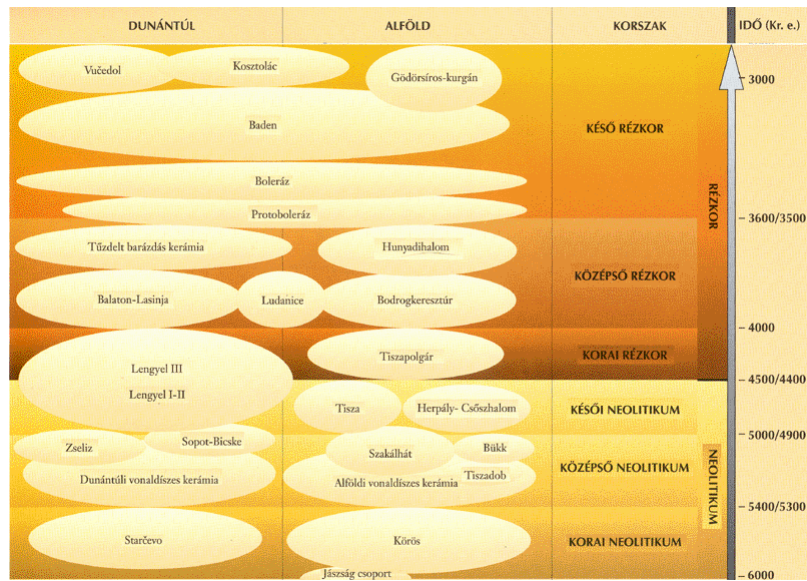 DUNÁNTÚL ALFÖLD KORSZAK IDŐ (Kr. e.)
Vučedol Kosztolác Gödörsíros-kurgán 3000
Baden KÉSŐ RÉZKOR
Boleráz RÉZKOR
Protoboleráz 3600/3500
Tűzdelt barázdás kerámia Hunyadihalom KÖZÉPSŐ RÉZKOR
Balaton-Lasinja Ludanice Bodrogkeresztúr 4000
Lengyel III Tiszapolgár KORAI RÉZKOR
Lengyel I-II 4500/4400
Tisza Herpály- Csőszhalom KÉSŐI NEOLITIKUM
Zseliz Sopot-Bicske Szakálhát Bükk 5000/4900
Dunántúli vonaldíszes kerámia Alföldi vonaldíszes kerámia Tiszadob KÖZÉPSŐ NEOLITIKUM NEOLITIKUM
5400/5300
Starčevo Körös KORAI NEOLITIKUM
Jászság csoport 6000